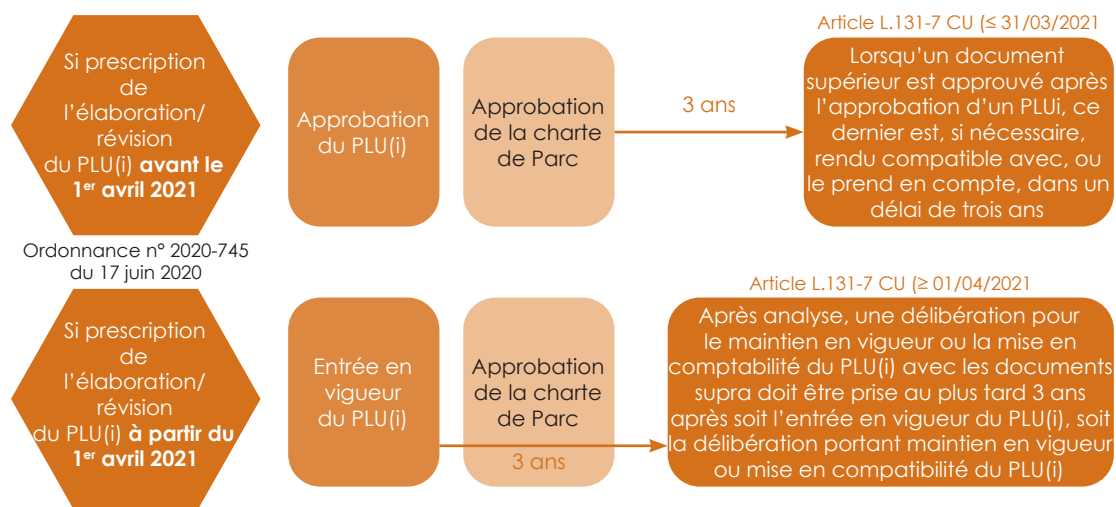 Si prescription
de
l'élaboration/
révision
du PLU(i) avant le
1er avril 2021
Approbation
du PLU(i)
Approbation
de la charte
de Parc
3 ans
Article L.131-7 CU (≤ 31/03/2021
Lorsqu'un document
supérieur est approuvé après
l'approbation d'un PLUi, ce
dernier est, si nécessaire,
rendu compatible avec, ou
le prend en compte, dans un
délai de trois ans
Ordonnance n° 2020-745
du 17 juin 2020
Si prescription
de
l'élaboration/
révision
du PLU(i) à partir du
1er avril 2021
Entrée en
vigueur
du PLU(i)
Approbation
de la charte
de Parc
3 ans
Article L.131-7 CU (≥ 01/04/2021
Après analyse, une délibération pour
le maintien en vigueur ou la mise en
comptabilité du PLU(i) avec les documents
supra doit être prise au plus tard 3 ans
après soit l'entrée en vigueur du PLU(i), soit
la délibération portant maintien en vigueur
ou mise en compatibilité du PLU(i)